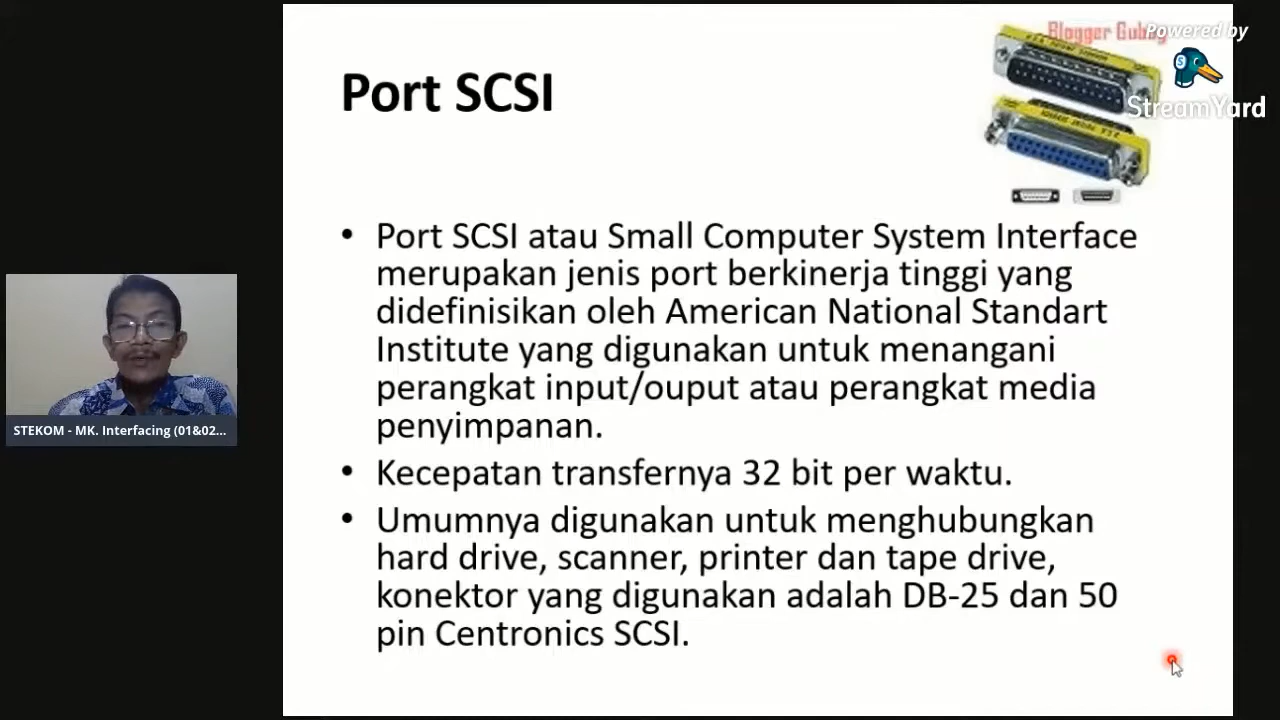 Blogger Gubug
Powered by
StreamYard
Port SCSI
• Port SCSI atau Small Computer System Interface
merupakan jenis port berkinerja tinggi yang
didefinisikan oleh American National Standart
Institute yang digunakan untuk menangani
perangkat input/ouput atau perangkat media
penyimpanan.
• Kecepatan transfernya 32 bit per waktu.
• Umumnya digunakan untuk menghubungkan
hard drive, scanner, printer dan tape drive,
konektor yang digunakan adalah DB-25 dan 50
pin Centronics SCSI.
STEKOM - MK. Interfacing (01&02...